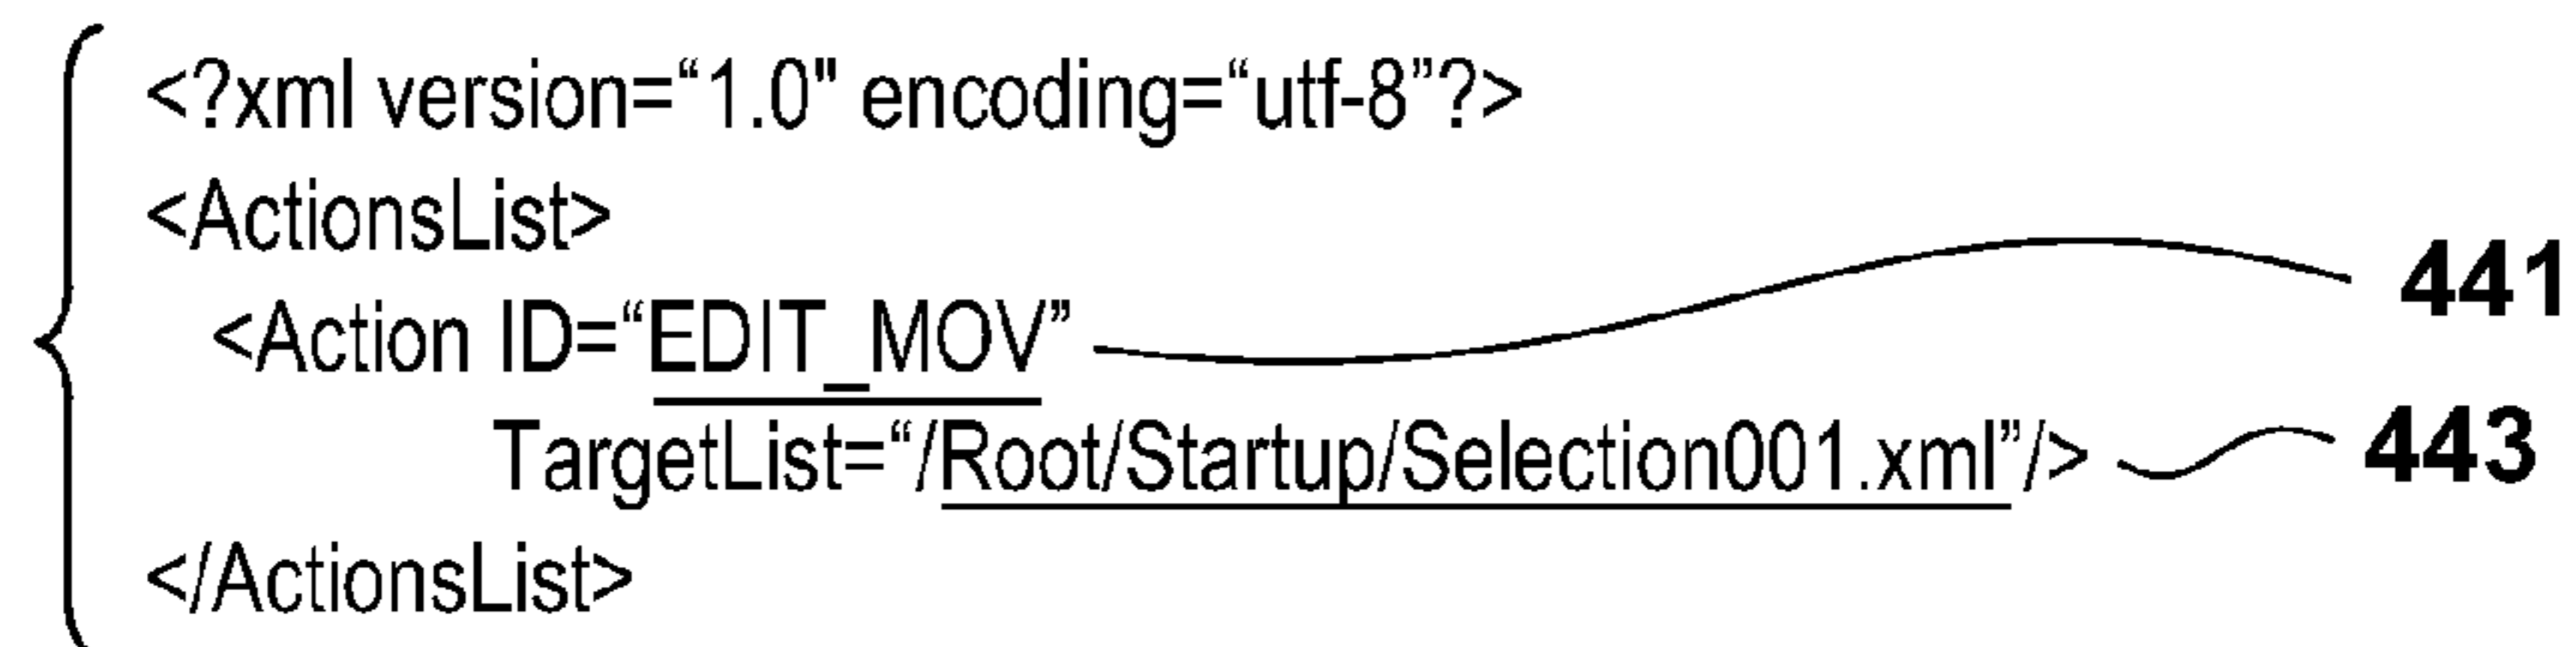 <?xml version=“1.0" encoding=“utf-8”?>
<ActionsList>
<Action ID=“EDIT_MOV”
441
TargetList=“/Root/Startup/Selection001.xml”/>
443
</ActionsList>